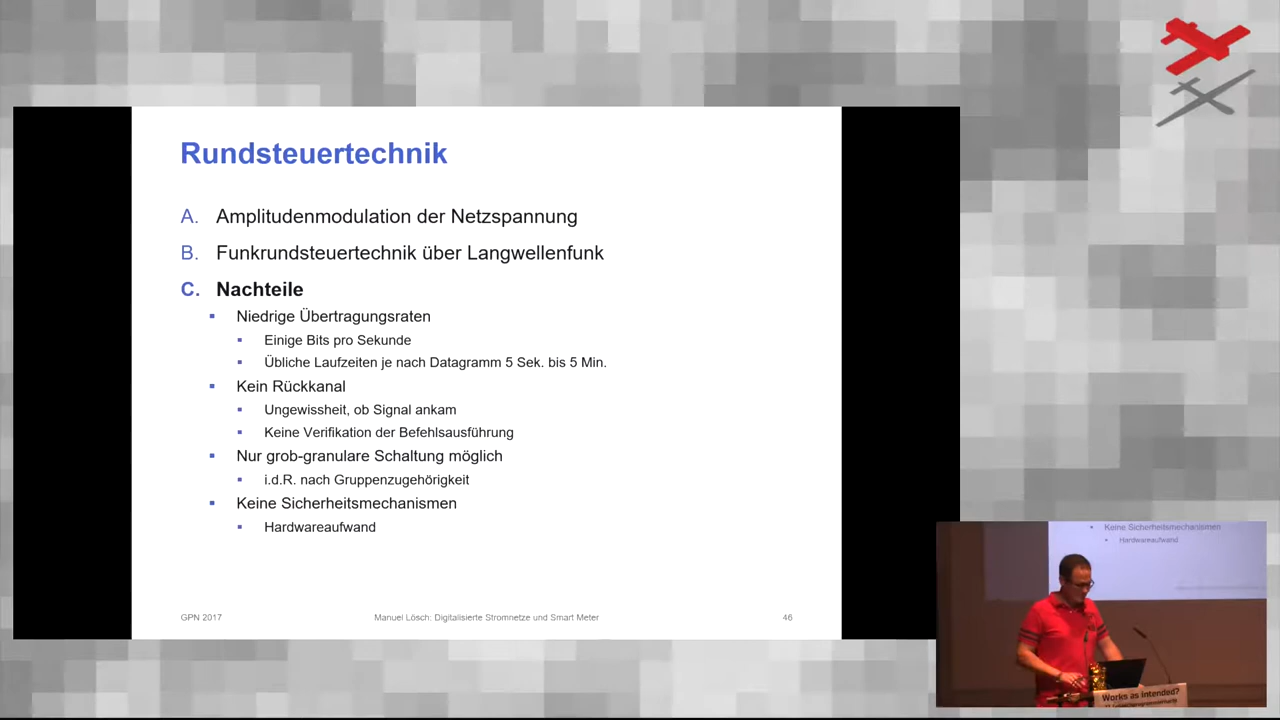 Rundsteuertechnik
A. Amplitudenmodulation der Netzspannung
B. Funkrundsteuertechnik über Langwellenfunk
C. Nachteile
Niedrige Übertragungsraten
Einige Bits pro Sekunde
Übliche Laufzeiten je nach Datagramm 5 Sek. bis 5 Min.
Kein Rückkanal
Ungewissheit, ob Signal ankam
Keine Verifikation der Befehlsausführung
Nur grob-granulare Schaltung möglich
i.d.R. nach Gruppenzugehörigkeit
Keine Sicherheitsmechanismen
Hardwareaufwand
GPN 2017 Manuel Lösch: Digitalisierte Stromnetze und Smart Meter 46
Keine Sicherheitsmechanismen
Hardwareaufwand
Works as intended?